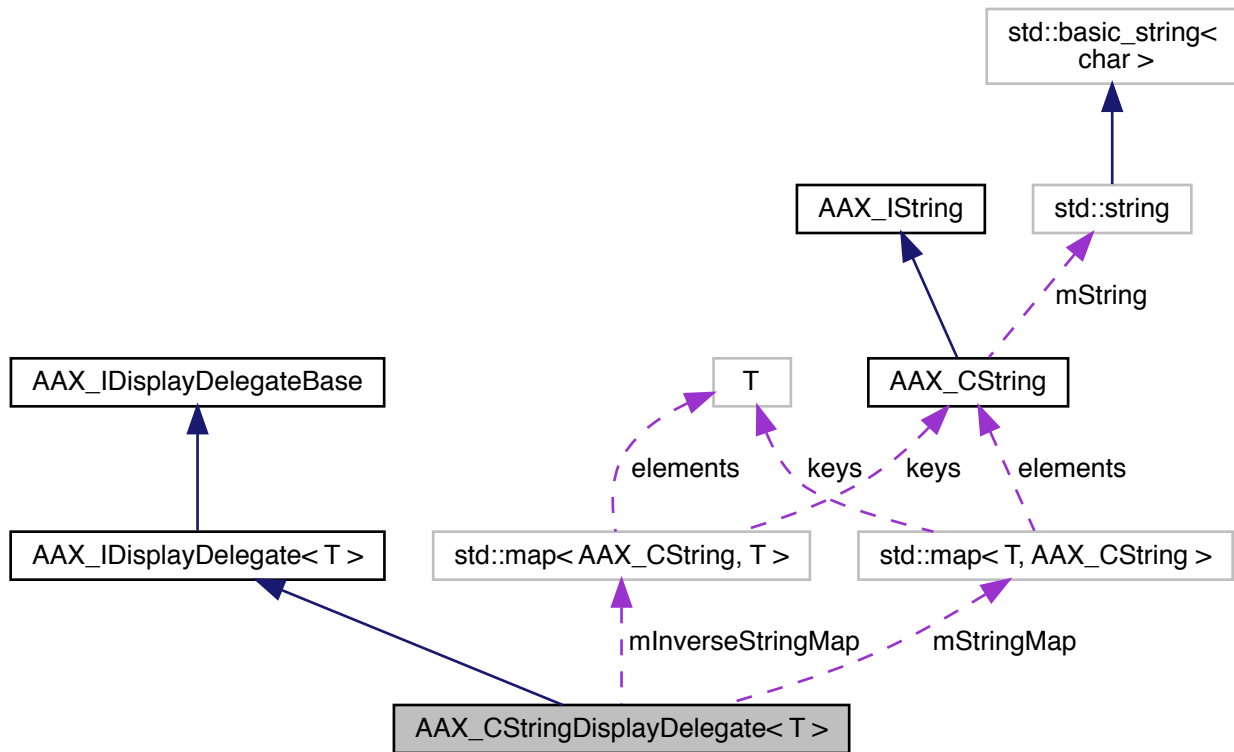 std::basic_string<
char >
AAX_IString
std::string
mString
AAX_IDisplayDelegateBase
T
AAX_CString
elements
keys
keys
elements
AAX_IDisplayDelegate< T >
std::map< AAX_CString, T >
std::map< T, AAX_CString >
mInverseStringMap
mStringMap
AAX_CStringDisplayDelegate< T >